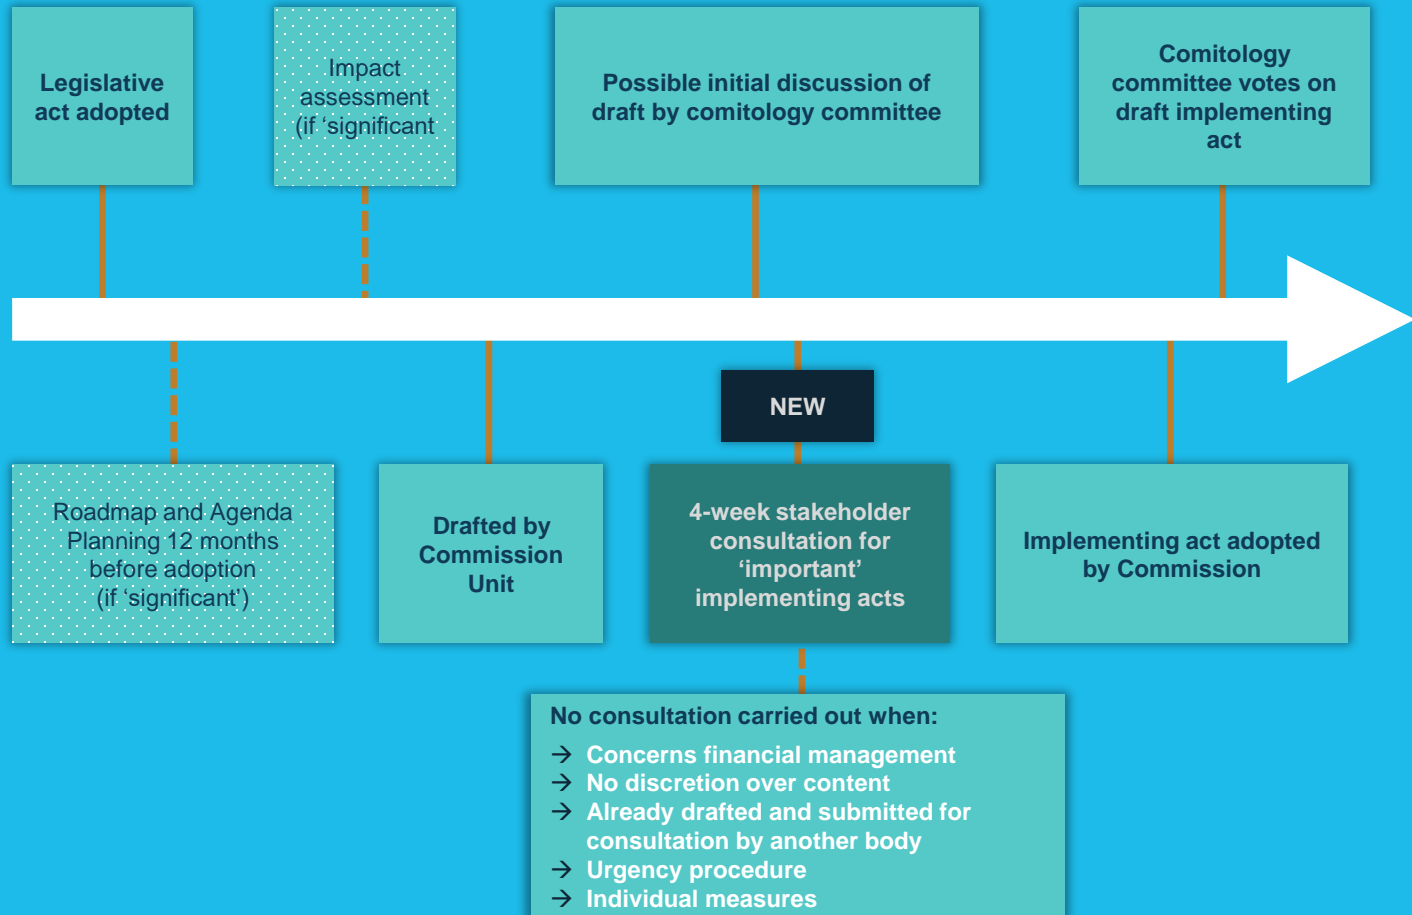 Legislative
act adopted
Impact
assessment
(if ‘significant
Possible initial discussion of
draft by comitology committee
Comitology
committee votes on
draft implementing
act
NEW
Roadmap and Agenda
Planning 12 months
before adoption
(if ‘significant’)
Drafted by
Commission
Unit
4-week stakeholder
consultation for
‘important’
implementing acts
Implementing act adopted
by Commission
No consultation carried out when:
→ Concerns financial management
→ No discretion over content
→ Already drafted and submitted for
consultation by another body
→ Urgency procedure
→ Individual measures